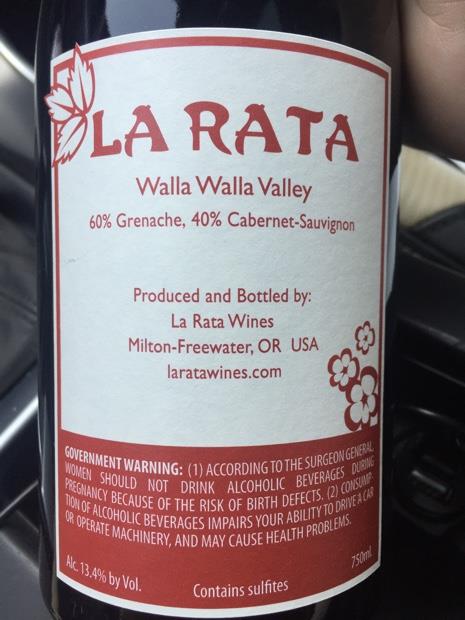 LA RATA
Walla Walla Valley
60% Grenache, 40% Cabernet-Sauvignon
Produced and Bottled by:
La Rata Wines
Milton-Freewater, OR USA
laratawines.com
GOVERNMENT WARNING: (1) ACCORDING TO THE SURGEON GENERAL,
WOMEN SHOULD NOT DRINK ALCOHOLIC BEVERAGES DURING
PREGNANCY BECAUSE OF THE RISK OF BIRTH DEFECTS. (2) CONSUMP-
TION OF ALCOHOLIC BEVERAGES IMPAIRS YOUR ABILITY TO DRIVE A CAR
OR OPERATE MACHINERY, AND MAY CAUSE HEALTH PROBLEMS.
Alc. 13.4% by Vol. Contains sulfites 750ml